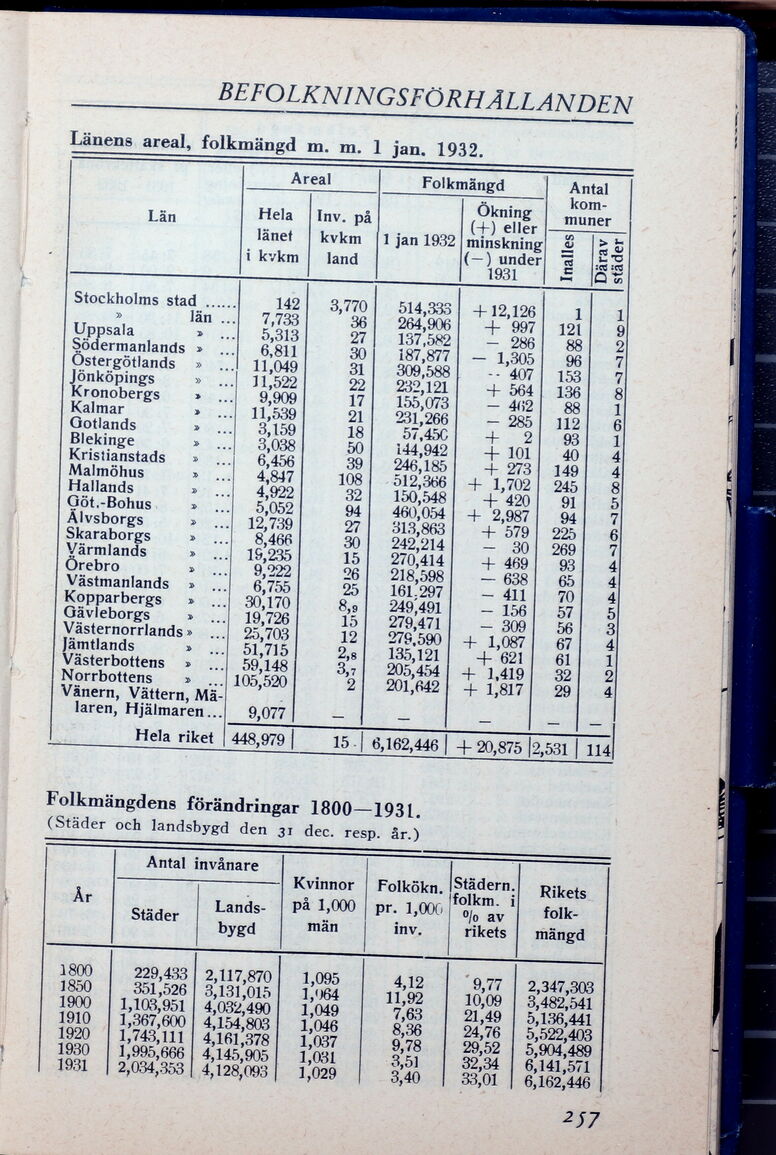 BEFOLKNINGSFÖRHÅLLANDEN
Länens areal, folkmängd m. m. 1 jan. 1932.
Län
Areal
Folkmängd
Antal kommuner
Hela länet i kvkm
Inv. på kvkm land
1 jan 1932
Ökning (+) eller minskning (—) under 1931
Inalles
Därav städer
Stockholms stad ...... 142 3,770 514,333 + 12,126 1 1
» län ... 7,733 36 264,906 + 997 121 9
Uppsala » ... 5,313 27 137,582 — 286 88 2
Södermanlands » ... 6,811 30 187,877 — 1,305 96 7
Östergötlands » ... 11,049 31 309,588 -- 407 153 7
Jönköpings » ... 11,522 22 232,121 + 564 136 8
Kronobergs » ... 9,909 17 155,073 — 462 88 1
Kalmar » ... 11,539 21 231,266 — 285 112 6
Gotlands » ... 3,159 18 57,450 + 2 93 1
Blekinge » ... 3,038 50 144,942 + 101 40 4
Kristianstads » ... 6,456 39 246,185 + 273 149 4
Malmöhus » ... 4,847 108 512,366 + 1,702 245 8
Hallands » ... 4,922 32 150,548 + 420 91 5
Göt.-Bohus » ... 5,052 94 460,054 + 2,987 94 7
Älvsborgs » ... 12,739 27 313,863 + 579 225 6
Skaraborgs » ... 8,466 30 242,214 — 30 269 7
Värmlands » ... 19,235 15 270,414 + 469 93 4
Örebro » ... 9,222 26 218,598 — 638 65 4
Västmanlands » ... 6,755 25 161,297 — 411 70 4
Kopparbergs » ... 30,170 8,9 249,491 — 156 57 5
Gävleborgs » ... 19,726 15 279,471 — 309 56 3
Västernorrlands » ... 25,703 12 279,590 + 1,087 67 4
Jämtlands » ... 51,715 2,8 135,121 + 621 61 1
Västerbottens » ... 59,148 3,7 205,454 + 1,419 32 2
Norrbottens » ... 105,520 2 201,642 + 1,817 29 4
Vänern, Vättern, Mä-
laren, Hjälmaren ... 9,077 — — — — —
Hela riket 448,979 15 6,162,446 + 20,875 2,531 114
Folkmängdens förändringar 1800—1931.
(Städer och landsbygd den 31 dec. resp. år.)
År
Antal invånare
Städer
Lands-
bygd
Kvinnor på 1,000 män
Folkökn. pr. 1,000 inv.
Städern. folkm. i % av rikets
Rikets folk-
mängd
1800 229,433 2,117,870 1,095 4,12 9,77 2,347,303
1850 351,526 3,131,015 1,064 11,92 10,09 3,482,541
1900 1,103,951 4,032,490 1,049 7,63 21,49 5,136,441
1910 1,367,600 4,154,803 1,046 8,36 24,76 5,522,403
1920 1,743,111 4,161,378 1,037 9,78 29,52 5,904,489
1930 1,995,666 4,145,905 1,031 3,51 32,34 6,141,571
1931 2,034,353 4,128,093 1,029 3,40 33,01 6,162,446
257